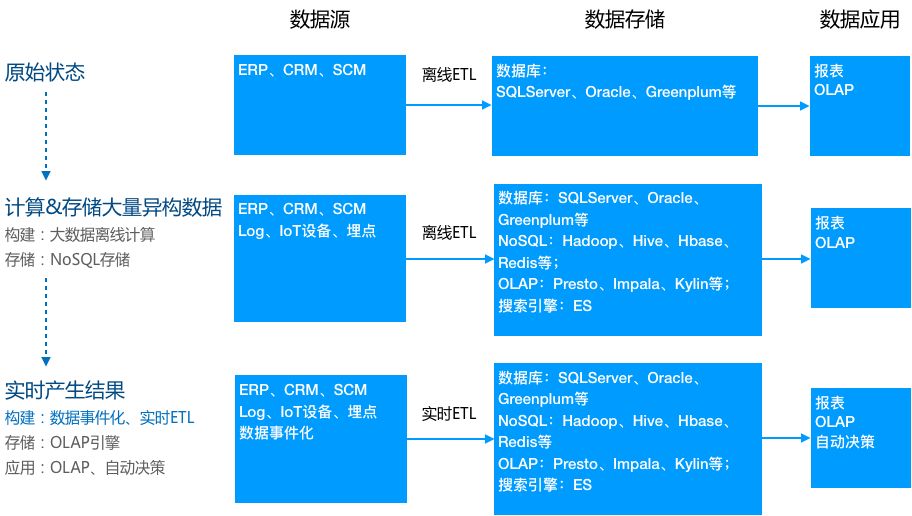 数据源
数据存储
数据应用
原始状态
ERP、CRM、SCM
离线ETL
数据库：
SQLServer、Oracle、Greenplum等
报表
OLAP
计算&存储大量异构数据
构建：大数据离线计算
存储：NoSQL存储
ERP、CRM、SCM
Log、IoT设备、埋点
离线ETL
数据库：SQLServer、Oracle、
Greenplum等
NoSQL：Hadoop、Hive、Hbase、
Redis等；
OLAP：Presto、Impala、Kylin等；
搜索引擎：ES
报表
OLAP
实时产生结果
构建：数据事件化、实时ETL
存储：OLAP引擎
应用：OLAP、自动决策
ERP、CRM、SCM
Log、IoT设备、埋点
数据事件化
实时ETL
数据库：SQLServer、Oracle、
Greenplum等
NoSQL：Hadoop、Hive、Hbase、
Redis等
OLAP：Presto、Impala、Kylin等；
搜索引擎：ES
报表
OLAP
自动决策